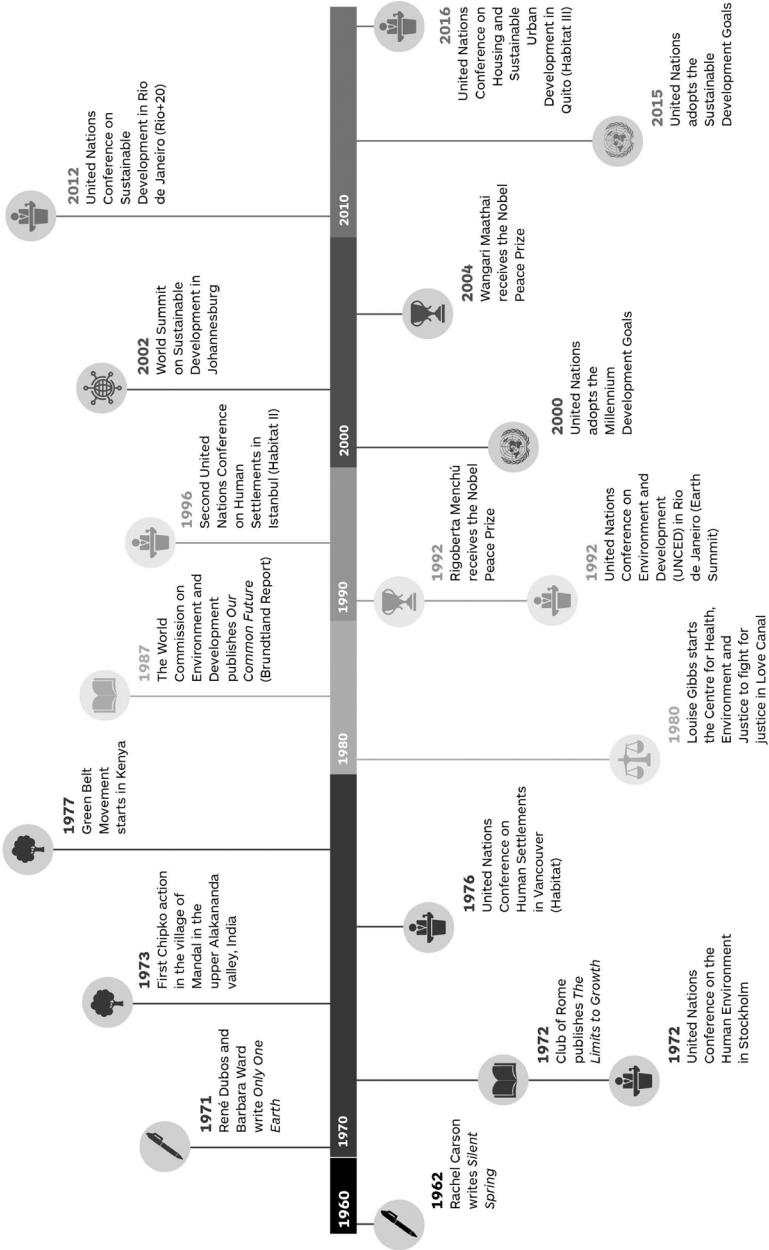 1960
1970
1980
1990
2000
2010
1962
Rachel Carson
writes Silent
Spring
1971
René Dubos and
Barbara Ward
write Only One
Earth
1972
Club of Rome
publishes The
Limits to Growth
1972
United Nations
Conference on the
Human Environment
in Stockholm
1973
First Chipko action
in the village of
Mandal in the
upper Alakananda
valley, India
1976
United Nations
Conference on
Human Settlements
in Vancouver
(Habitat)
1977
Green Belt
Movement
starts in Kenya
1980
Louise Gibbs starts
the Centre for Health,
Environment and
Justice to fight for
justice in Love Canal
1987
The World
Commission on
Environment and
Development
publishes Our
Common Future
(Brundtland Report)
1992
Rigoberta Menchú
receives the Nobel
Peace Prize
1992
United Nations
Conference on
Environment and
Development
(UNCED) in Rio
de Janeiro (Earth
Summit)
1996
Second United
Nations Conference
on Human
Settlements in
Istanbul (Habitat II)
2000
United Nations
adopts the
Millennium
Development Goals
2002
World Summit
on Sustainable
Development in
Johannesburg
2004
Wangari Maathai
receives the Nobel
Peace Prize
2012
United Nations
Conference on
Sustainable
Development in Rio
de Janeiro (Rio+20)
2015
United Nations
adopts the
Sustainable
Development Goals
2016
United Nations
Conference on
Housing and
Sustainable
Urban
Development in
Quito (Habitat III)